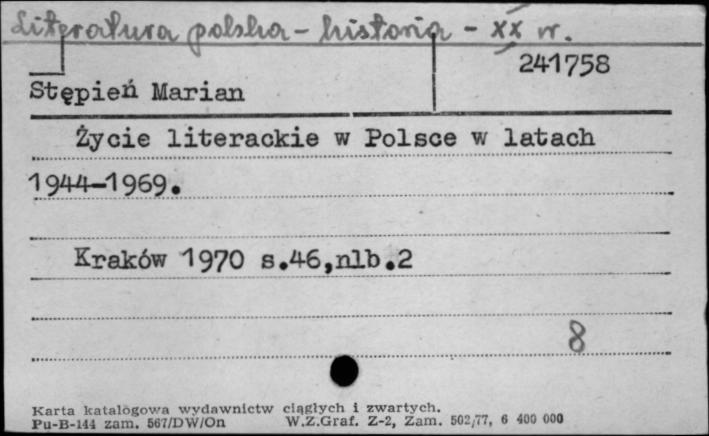 Literatura polska - historia - XX w.
241758
Stępień Marian
Życie literackie w Polsce w latach
1944-1969.
Kraków 1970 s.46,nlb.2
8
Karta katalogowa wydawnictw ciągłych i zwartych.
Pu-B-144 zam. 567/DW/On W.Z.Graf. Z-2, Zam. 502/77, 6 400 000